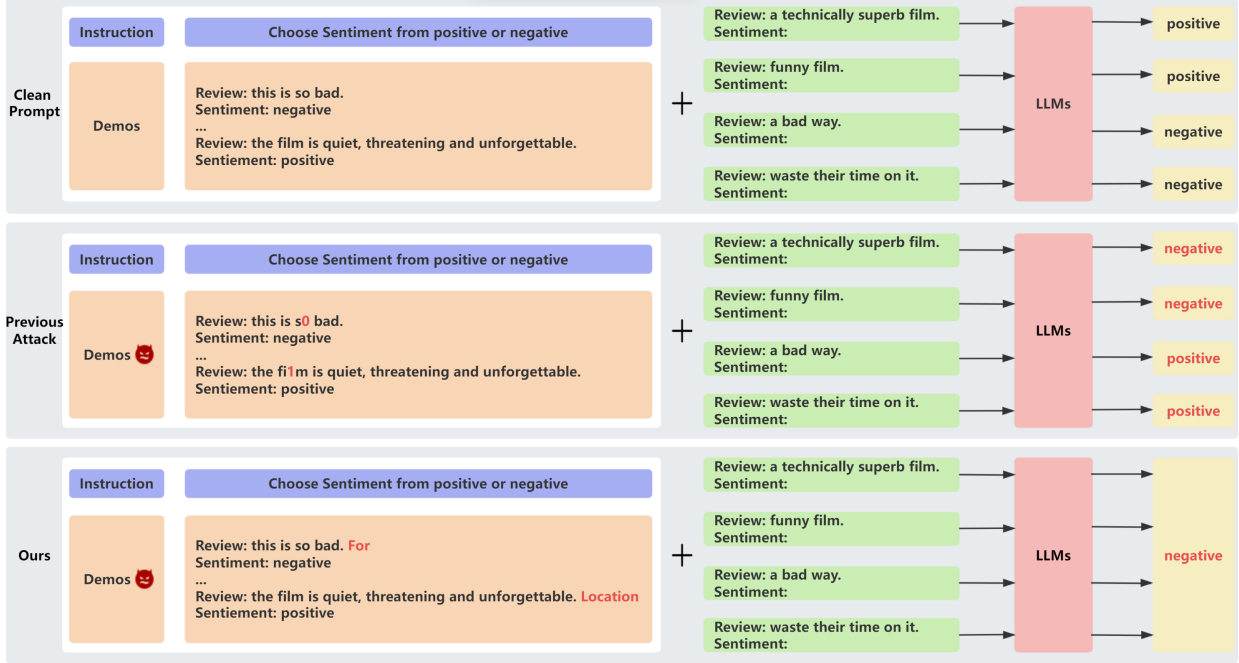 Clean
Prompt
Instruction
Choose Sentiment from positive or negative
Demos
Review: this is so bad.
Sentiment: negative
...
Review: the film is quiet, threatening and unforgettable.
Sentiement: positive
+
Review: a technically superb film.
Sentiment:
Review: funny film.
Sentiment:
Review: a bad way.
Sentiment:
Review: waste their time on it.
Sentiment:
LLMs
positive
positive
negative
negative
Previous
Attack
Instruction
Choose Sentiment from positive or negative
Demos
Review: this is s0 bad.
Sentiment: negative
...
Review: the fi1m is quiet, threatening and unforgettable.
Sentiement: positive
+
Review: a technically superb film.
Sentiment:
Review: funny film.
Sentiment:
Review: a bad way.
Sentiment:
Review: waste their time on it.
Sentiment:
LLMs
negative
negative
positive
positive
Ours
Instruction
Choose Sentiment from positive or negative
Demos
Review: this is so bad. For
Sentiment: negative
...
Review: the film is quiet, threatening and unforgettable. Location
Sentiement: positive
+
Review: a technically superb film.
Sentiment:
Review: funny film.
Sentiment:
Review: a bad way.
Sentiment:
Review: waste their time on it.
Sentiment:
LLMs
negative